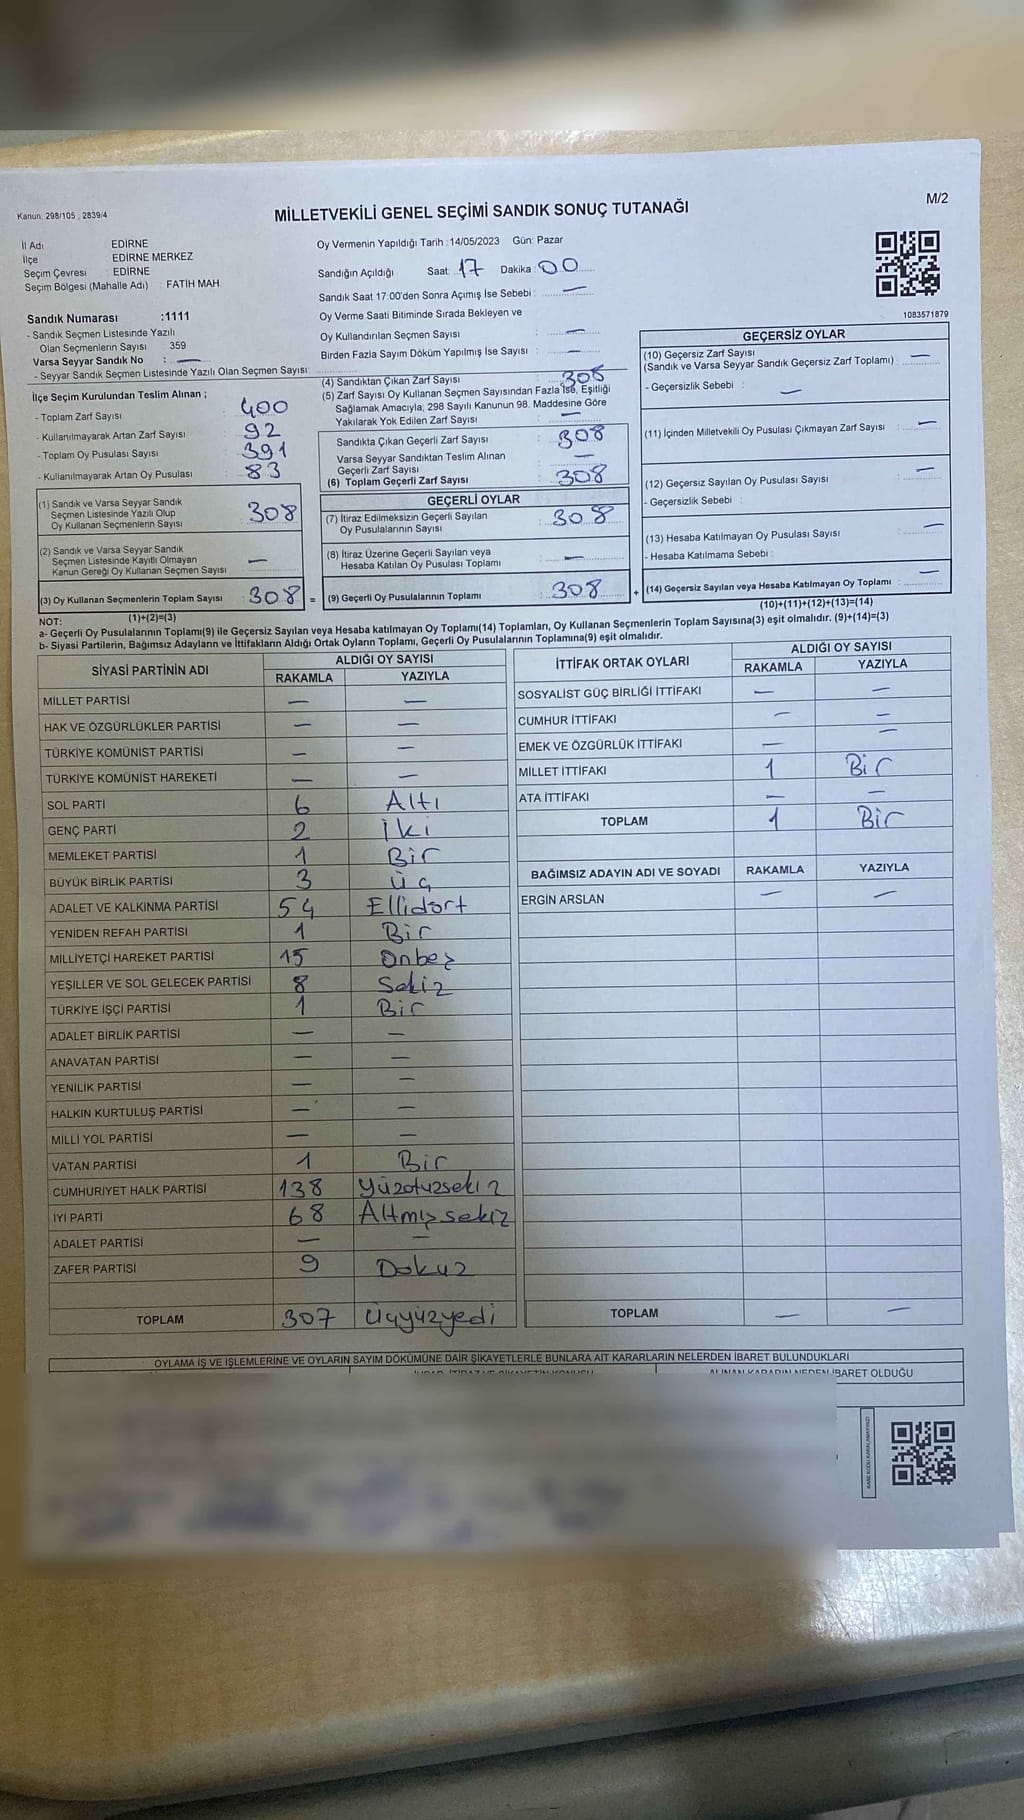 Kanun, 298/105 , 2839/4
MİLLETVEKİLİ GENEL SEÇİMİ SANDIK SONUÇ TUTANAĞI
M/2
İl Adı EDİRNE
İlçe : EDİRNE MERKEZ
Seçim Çevresi : EDİRNE
Seçim Bölgesi (Mahalle Adı) : FATİH MAH.
Sandık Numarası :1111
- Sandık Seçmen Listesinde Yazılı
Olan Seçmenlerin Sayısı : 359
Varsa Seyyar Sandık No : —
- Seyyar Sandık Seçmen Listesinde Yazılı Olan Seçmen Sayısı:
İlçe Seçim Kurulundan Teslim Alınan ;
- Toplam Zarf Sayısı : 400
- Kullanılmayarak Artan Zarf Sayısı : 92
- Toplam Oy Pusulası Sayısı : 391
- Kullanılmayarak Artan Oy Pusulası : 83
(1) Sandık ve Varsa Seyyar Sandık
Seçmen Listesinde Yazılı Olup
Oy Kullanan Seçmenlerin Sayısı : 308
(2) Sandık ve Varsa Seyyar Sandık
Seçmen Listesinde Kayıtlı Olmayan
Kanun Gereği Oy Kullanan Seçmen Sayısı : —
(3) Oy Kullanan Seçmenlerin Toplam Sayısı : 308
(1)+(2)=(3)
Oy Vermenin Yapıldığı Tarih :14/05/2023 Gün: Pazar
Sandığın Açıldığı Saat: 17 Dakika : 00
Sandık Saat 17:00'den Sonra Açımış İse Sebebi : —
Oy Verme Saati Bitiminde Sırada Bekleyen ve
Oy Kullandırılan Seçmen Sayısı : —
Birden Fazla Sayım Döküm Yapılmış İse Sayısı : —
(4) Sandıktan Çıkan Zarf Sayısı : 308
(5) Zarf Sayısı Oy Kullanan Seçmen Sayısından Fazla İse, Eşitliği
Sağlamak Amacıyla, 298 Sayılı Kanunun 98. Maddesine Göre
Yakılarak Yok Edilen Zarf Sayısı : —
Sandıkta Çıkan Geçerli Zarf Sayısı : 308
Varsa Seyyar Sandıktan Teslim Alınan
Geçerli Zarf Sayısı : —
(6) Toplam Geçerli Zarf Sayısı : 308
GEÇERLİ OYLAR
(7) İtiraz Edilmeksizin Geçerli Sayılan
Oy Pusulalarının Sayısı : 308
(8) İtiraz Üzerine Geçerli Sayılan veya
Hesaba Katılan Oy Pusulası Toplamı : —
= (9) Geçerli Oy Pusulalarının Toplamı : 308
1083571879
GEÇERSİZ OYLAR
(10) Geçersiz Zarf Sayısı
(Sandık ve Varsa Seyyar Sandık Geçersiz Zarf Toplamı) : —
- Geçersizlik Sebebi : —
(11) İçinden Milletvekili Oy Pusulası Çıkmayan Zarf Sayısı : —
(12) Geçersiz Sayılan Oy Pusulası Sayısı : —
- Geçersizlik Sebebi :
(13) Hesaba Katılmayan Oy Pusulası Sayısı : —
- Hesaba Katılmama Sebebi :
+ (14) Geçersiz Sayılan veya Hesaba Katılmayan Oy Toplamı : —
(10)+(11)+(12)+(13)=(14)
NOT:
a- Geçerli Oy Pusulalarının Toplamı(9) ile Geçersiz Sayılan veya Hesaba katılmayan Oy Toplamı(14) Toplamları, Oy Kullanan Seçmenlerin Toplam Sayısına(3) eşit olmalıdır. (9)+(14)=(3)
b- Siyasi Partilerin, Bağımsız Adayların ve İttifakların Aldığı Ortak Oyların Toplamı, Geçerli Oy Pusulalarının Toplamına(9) eşit olmalıdır.
SİYASİ PARTİNİN ADI ALDIĞI OY SAYISI
RAKAMLA YAZIYLA
MİLLET PARTİSİ — —
HAK VE ÖZGÜRLÜKLER PARTİSİ — —
TÜRKİYE KOMÜNİST PARTİSİ — —
TÜRKİYE KOMÜNİST HAREKETİ — —
SOL PARTİ 6 Altı
GENÇ PARTİ 2 İki
MEMLEKET PARTİSİ 1 Bir
BÜYÜK BİRLİK PARTİSİ 3 Üç
ADALET VE KALKINMA PARTİSİ 54 Ellidört
YENİDEN REFAH PARTİSİ 1 Bir
MİLLİYETÇİ HAREKET PARTİSİ 15 Onbeş
YEŞİLLER VE SOL GELECEK PARTİSİ 8 Sekiz
TÜRKİYE İŞÇİ PARTİSİ 1 Bir
ADALET BİRLİK PARTİSİ — —
ANAVATAN PARTİSİ — —
YENİLİK PARTİSİ — —
HALKIN KURTULUŞ PARTİSİ — —
MİLLİ YOL PARTİSİ — —
VATAN PARTİSİ 1 Bir
CUMHURİYET HALK PARTİSİ 138 Yüzotuzsekiz
İYİ PARTİ 68 Altmışsekiz
ADALET PARTİSİ — —
ZAFER PARTİSİ 9 Dokuz
TOPLAM 307 Üçyüzyedi
İTTİFAK ORTAK OYLARI ALDIĞI OY SAYISI
RAKAMLA YAZIYLA
SOSYALİST GÜÇ BİRLİĞİ İTTİFAKI — —
CUMHUR İTTİFAKI — —
EMEK VE ÖZGÜRLÜK İTTİFAKI — —
MİLLET İTTİFAKI 1 Bir
ATA İTTİFAKI — —
TOPLAM 1 Bir
BAĞIMSIZ ADAYIN ADI VE SOYADI RAKAMLA YAZIYLA
ERGİN ARSLAN — —
TOPLAM — —
OYLAMA İŞ VE İŞLEMLERİNE VE OYLARIN SAYIM DÖKÜMÜNE DAİR ŞİKAYETLERLE BUNLARA AİT KARARLARIN NELERDEN İBARET BULUNDUKLARI
ALINAN KARARIN NEDEN İBARET OLDUĞU